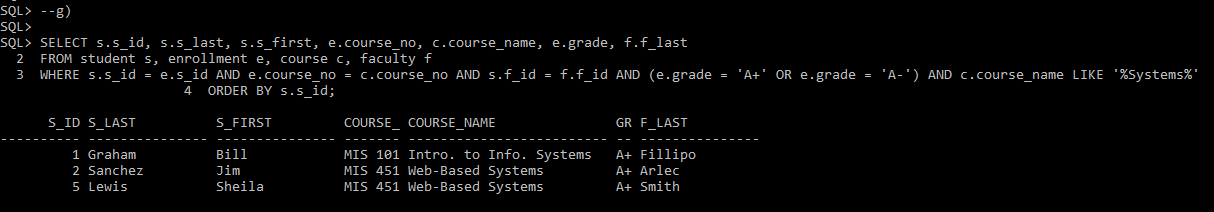 SQL> --g)
SQL>
SQL> SELECT s.s_id, s.s_last, s.s_first, e.course_no, c.course_name, e.grade, f.f_last
  2  FROM student s, enrollment e, course c, faculty f
  3  WHERE s.s_id = e.s_id AND e.course_no = c.course_no AND s.f_id = f.f_id AND (e.grade = 'A+' OR e.grade = 'A-') AND c.course_name LIKE '%Systems%'
                       4  ORDER BY s.s_id;
      S_ID S_LAST          S_FIRST         COURSE_ COURSE_NAME               GR F_LAST
---------- --------------- --------------- ------- ------------------------- -- ---------------
         1 Graham          Bill            MIS 101 Intro. to Info. Systems   A+ Fillipo
         2 Sanchez         Jim             MIS 451 Web-Based Systems         A+ Arlec
         5 Lewis           Sheila          MIS 451 Web-Based Systems         A+ Smith